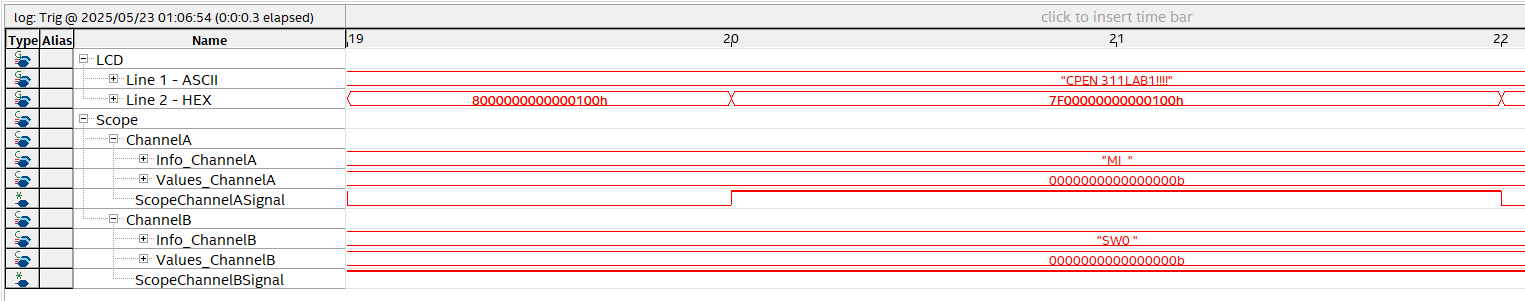 log: Trig @ 2025/05/23 01:06:54 (0:0:0.3 elapsed) click to insert time bar
Type Alias Name 19 20 21 22
LCD
Line 1 - ASCII "CPEN 311LAB1!!!!"
Line 2 - HEX 8000000000000100h 7F00000000000100h
Scope
ChannelA
Info_ChannelA "MI  "
Values_ChannelA 0000000000000000b
ScopeChannelASignal
ChannelB
Info_ChannelB "SW0 "
Values_ChannelB 0000000000000000b
ScopeChannelBSignal